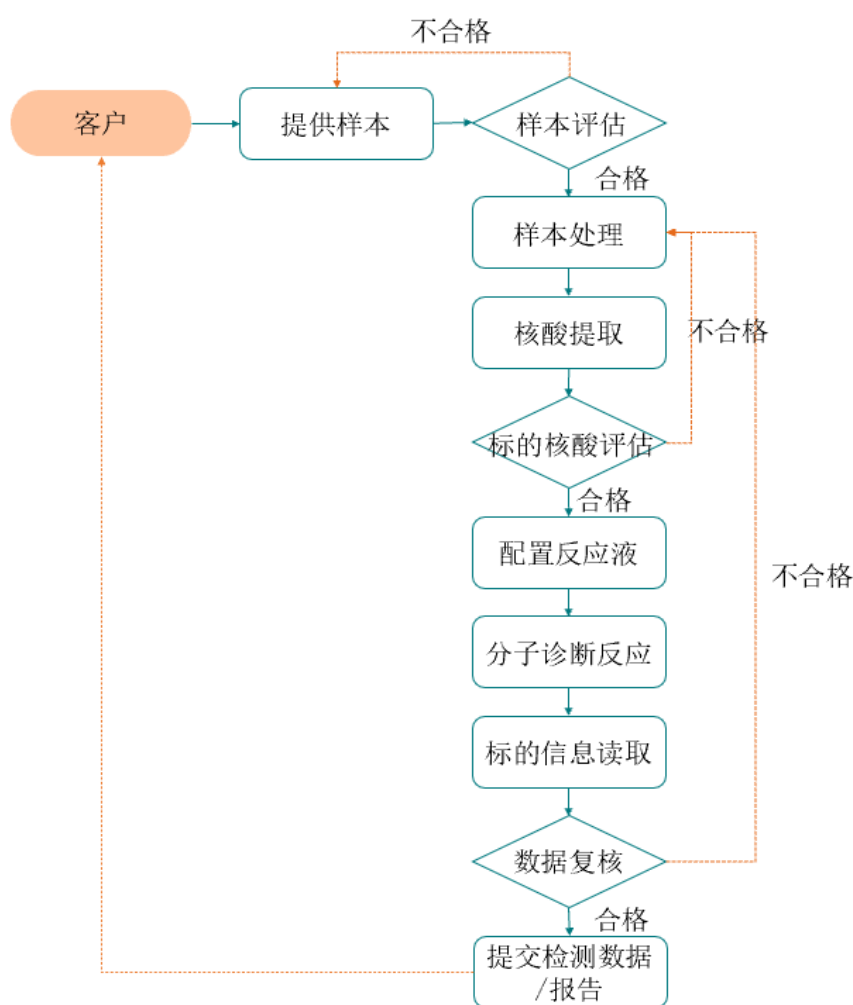 不合格
客户
提供样本
样本评估
合格
样本处理
核酸提取
不合格
标的核酸评估
合格
配置反应液
不合格
分子诊断反应
标的信息读取
数据复核
合格
提交检测数据
/报告